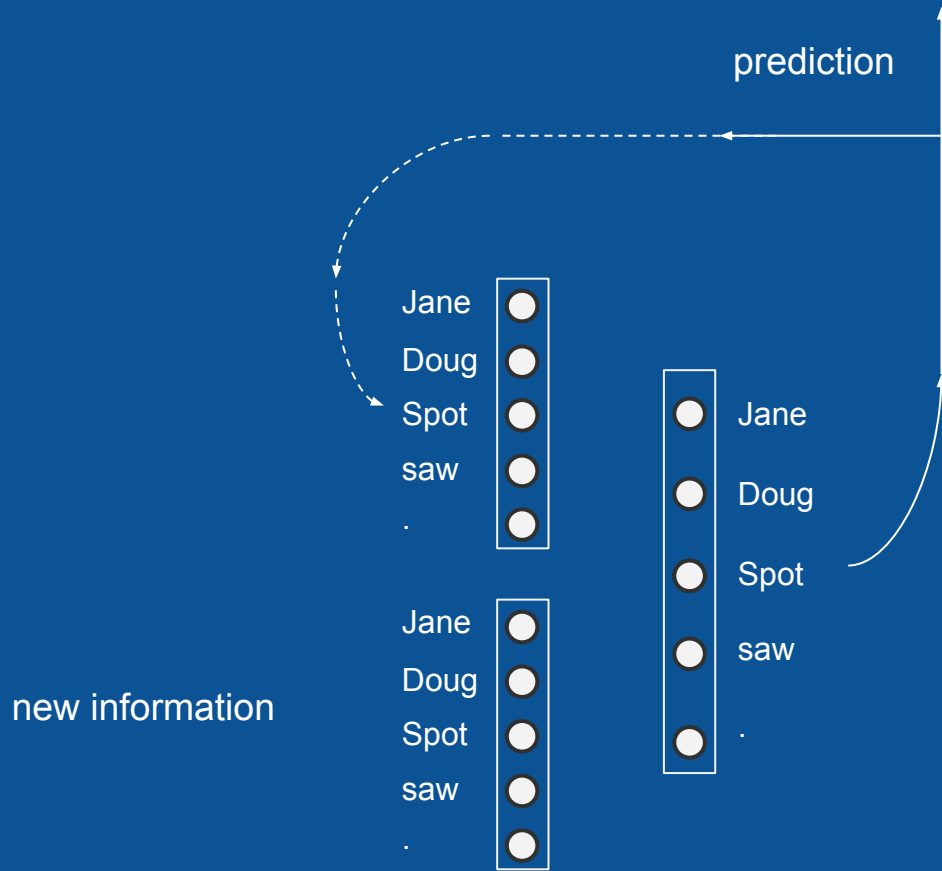 prediction
Jane
Doug
Spot
saw
.
Jane
Doug
Spot
saw
.
new information
Jane
Doug
Spot
saw
.